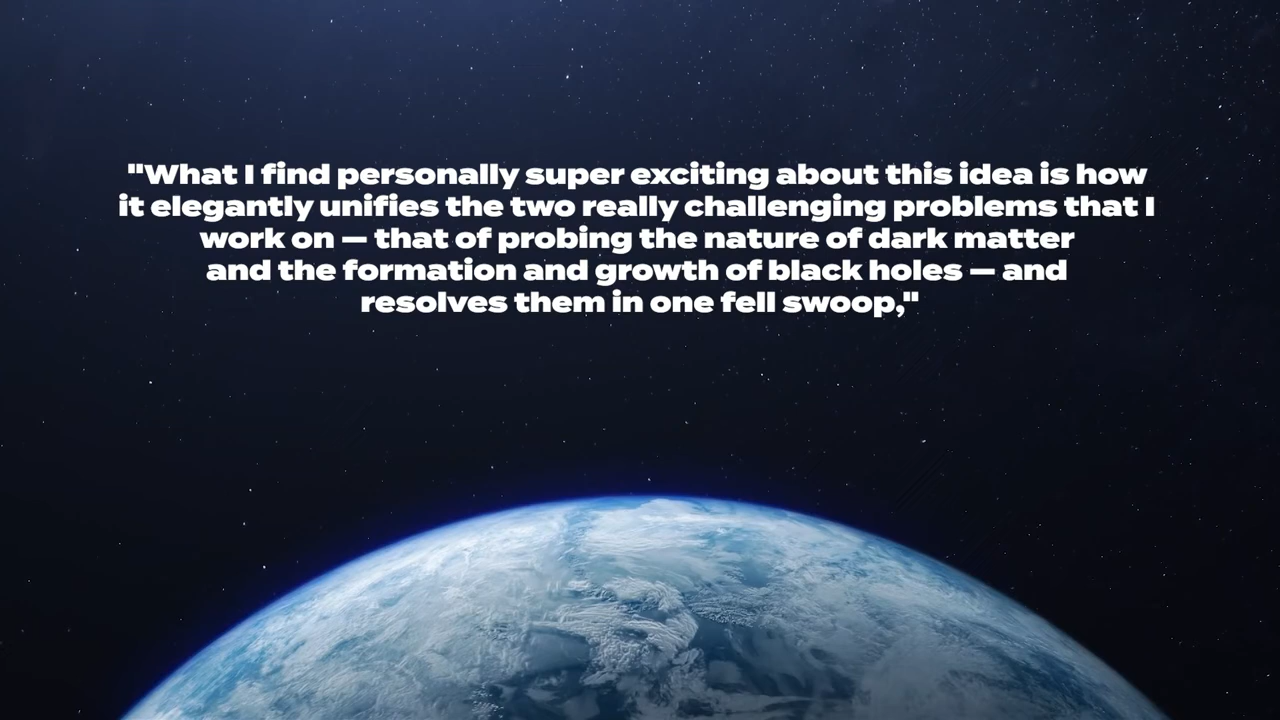 "What I find personally super exciting about this idea is how
it elegantly unifies the two really challenging problems that I
work on — that of probing the nature of dark matter
and the formation and growth of black holes — and
resolves them in one fell swoop,"